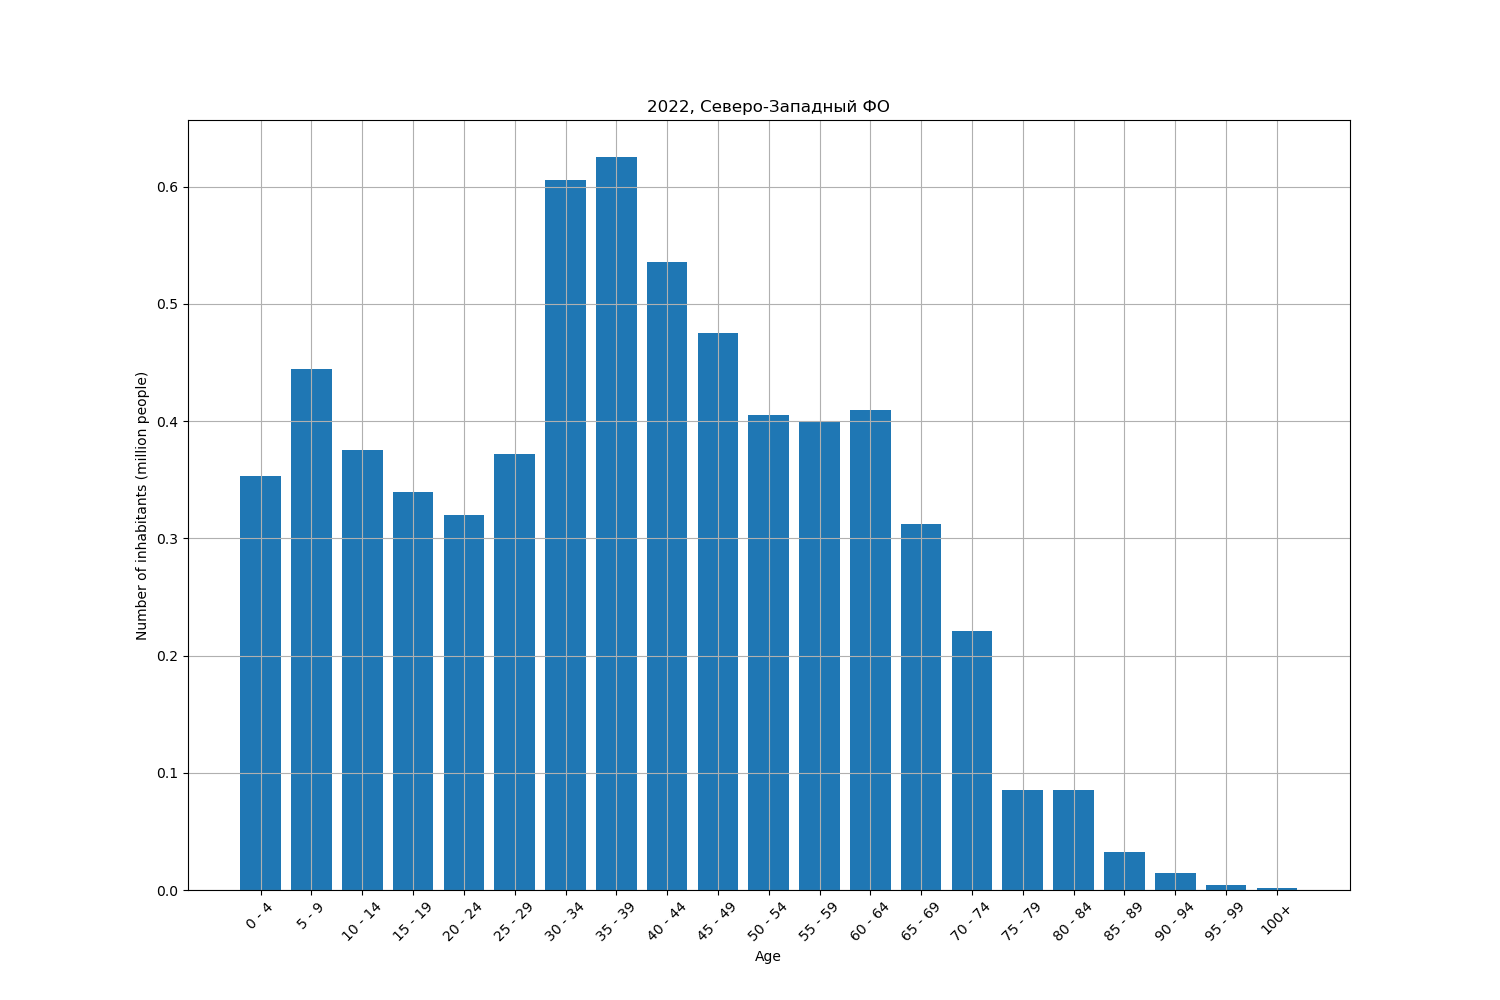 2022, Северо-Западный ФО
Number of inhabitants (million people)
0.6
0.5
0.4
0.3
0.2
0.1
0.0
0 - 4
5 - 9
10 - 14
15 - 19
20 - 24
25 - 29
30 - 34
35 - 39
40 - 44
45 - 49
50 - 54
55 - 59
60 - 64
65 - 69
70 - 74
75 - 79
80 - 84
85 - 89
90 - 94
95 - 99
100+
Age